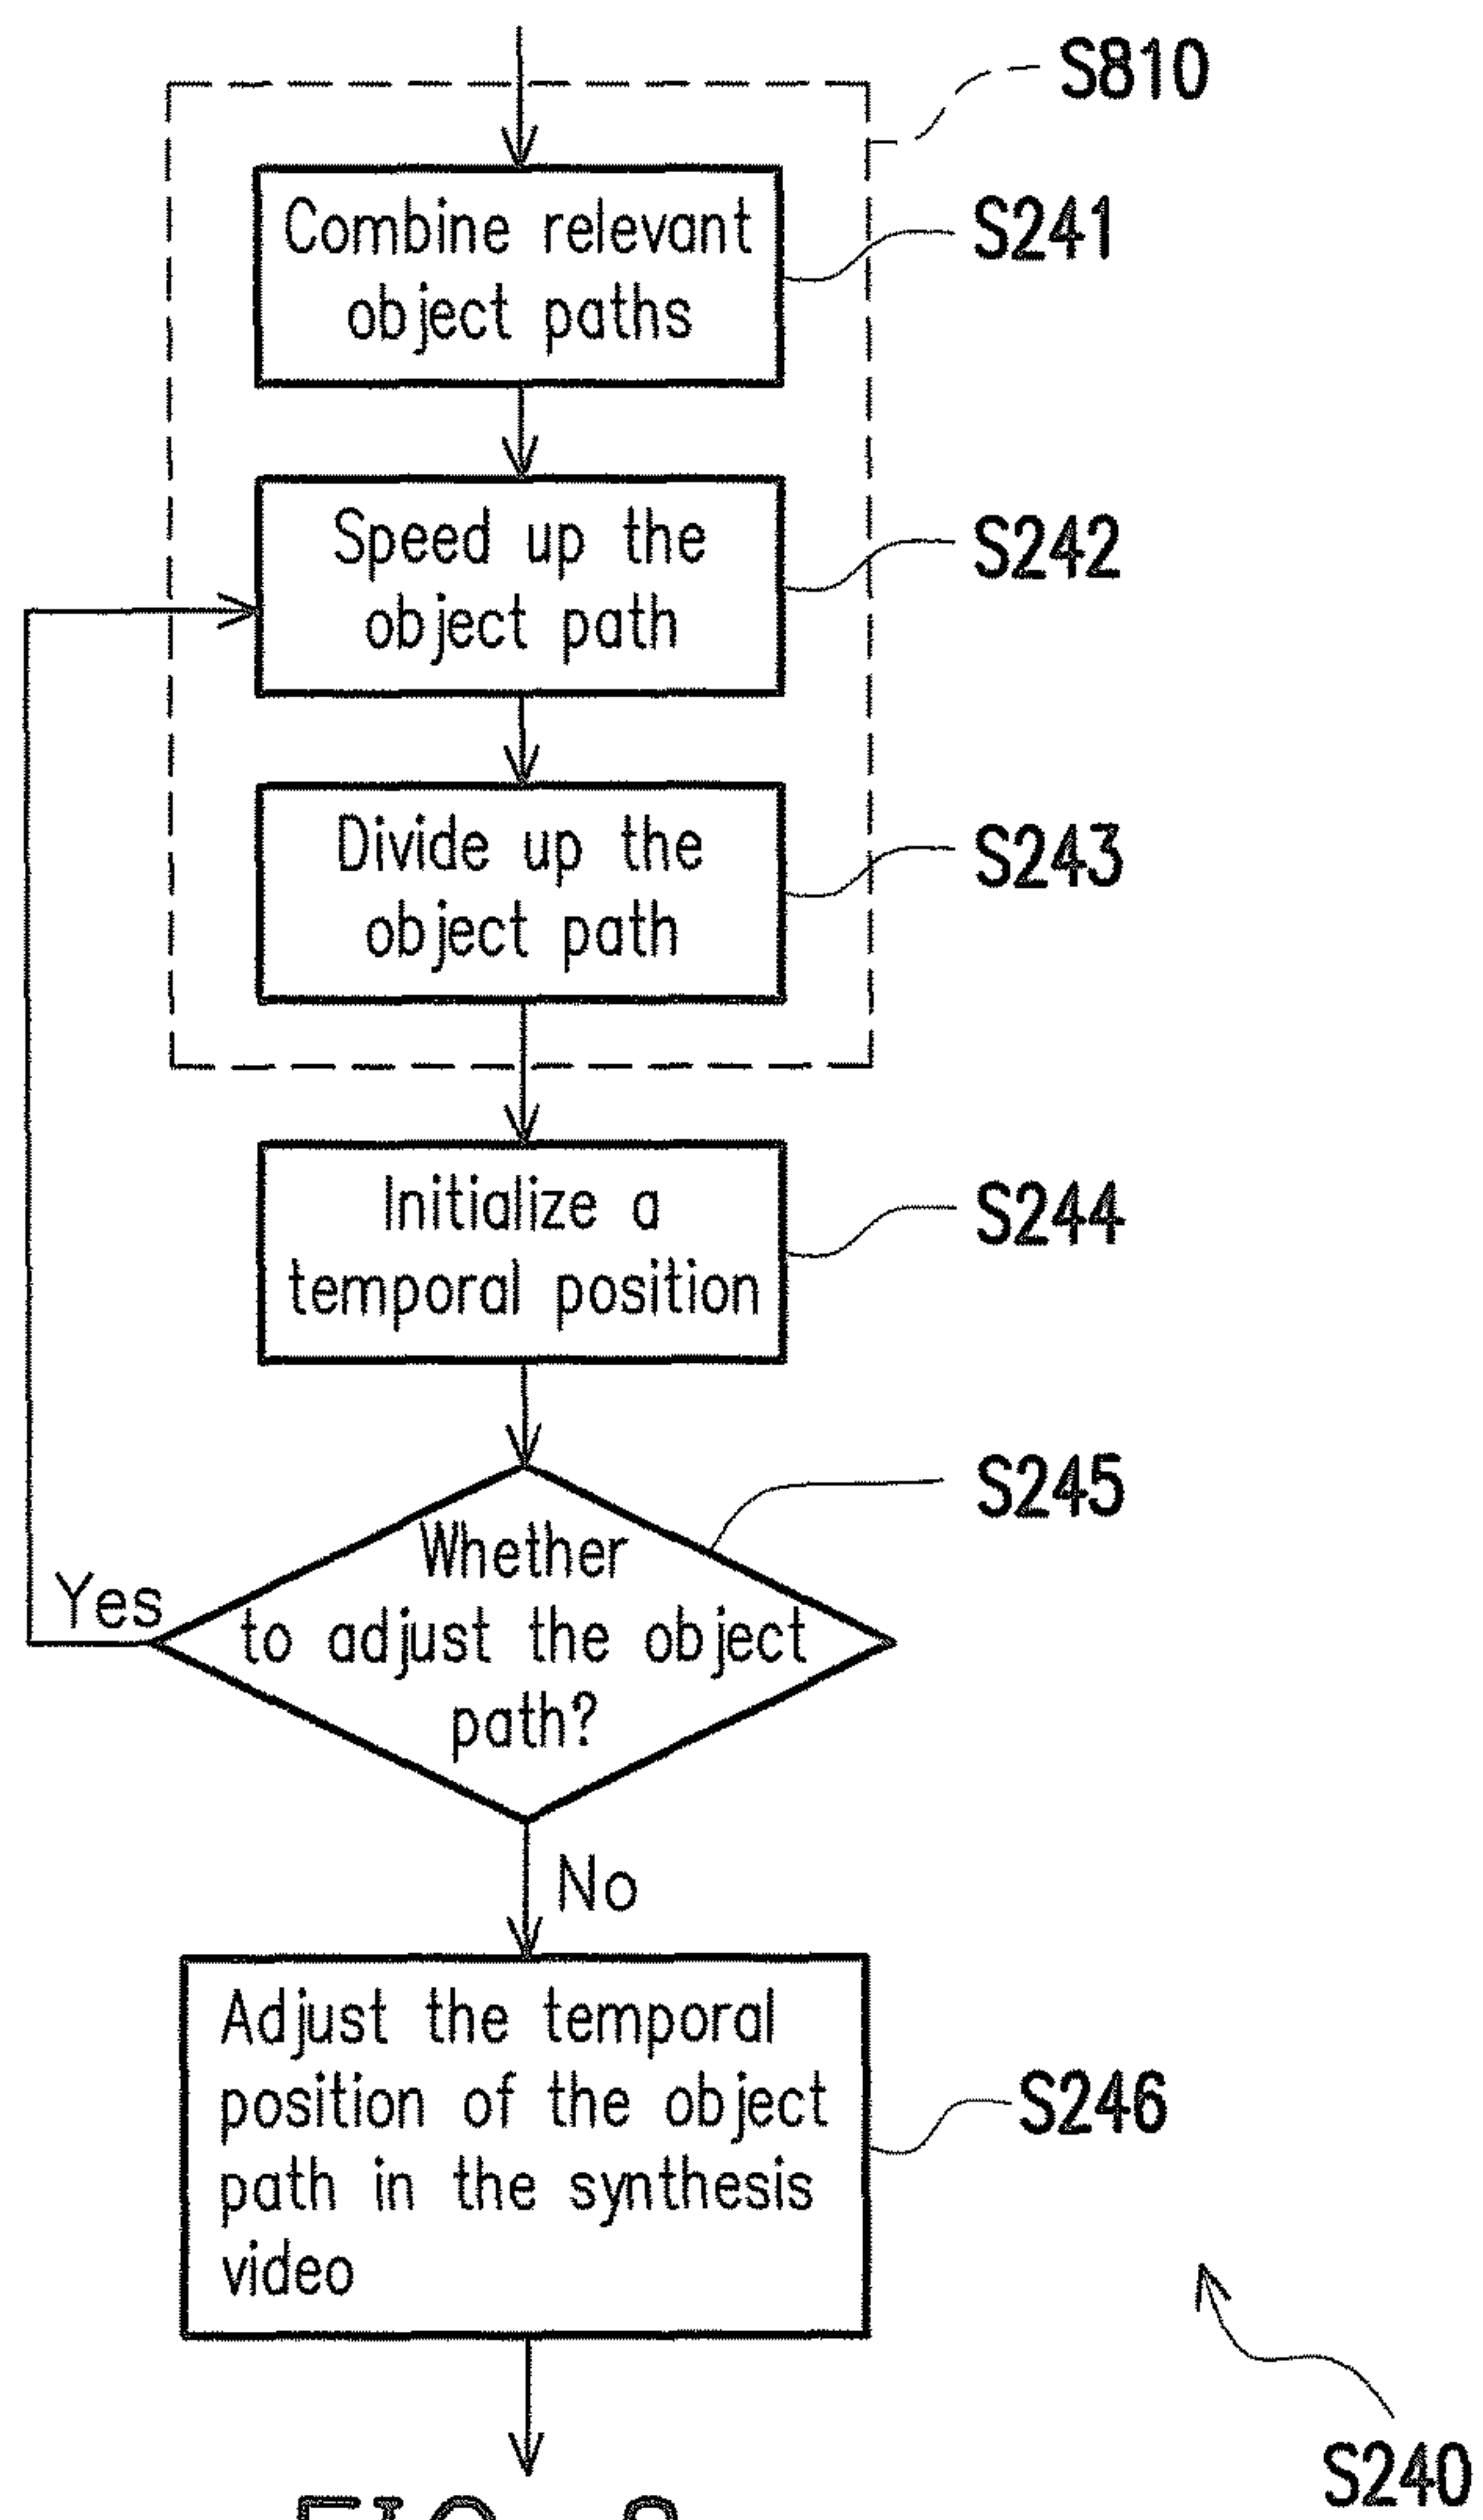 S810
Combine relevant
object paths
S241
Speed up the
object path
S242
Divide up the
object path
S243
Initialize a
temporal position
S244
Whether
to adjust the object
path?
S245
Yes
No
Adjust the temporal
position of the object
path in the synthesis
video
S246
S240